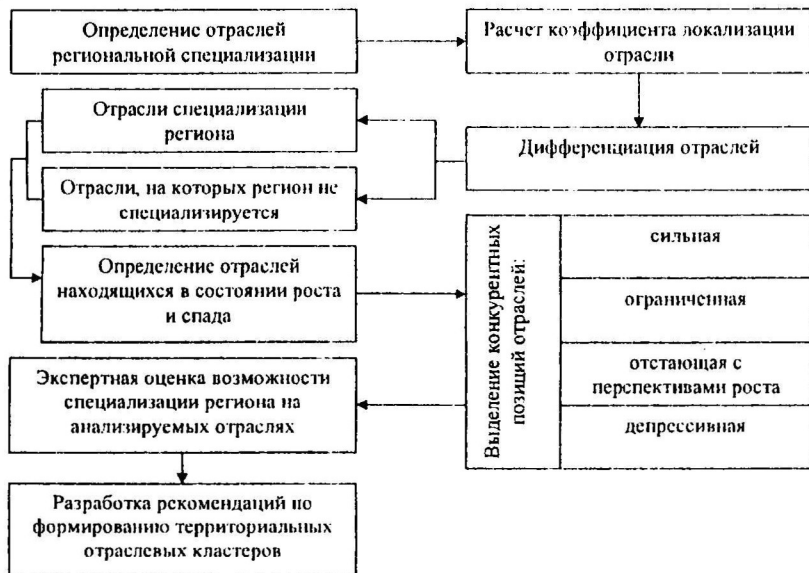 Определение отраслей
региональной специализации
Расчет коэффициента локализации
отрасли
Отрасли специализации
региона
Дифференциация отраслей
Отрасли, на которых регион не
специализируется
Определение отраслей
находящихся в состоянии роста
и спада
Выделение конкурентных
позиций отраслей:
сильная
ограниченная
отстающая с
перспективами роста
депрессивная
Экспертная оценка возможности
специализации региона на
анализируемых отраслях
Разработка рекомендаций по
формированию территориальных
отраслевых кластеров